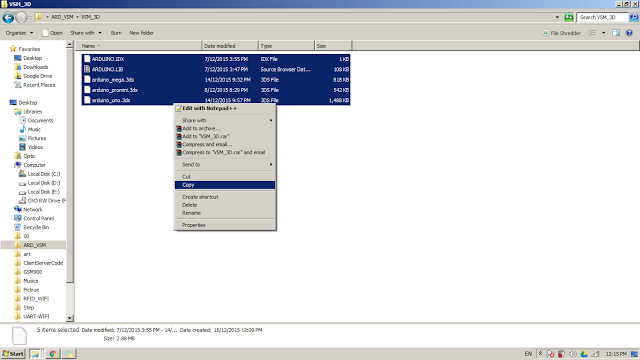 VSM_3D
ARD_VSM VSM_3D
Search VSM_3D
Organize Open Share with Burn New folder
File Shredder
Name Date modified Type Size
ARDUINO.IDX 7/12/2015 3:55 PM IDX File 1 KB
ARDUINO.LIB 7/12/2015 3:47 PM Source Browser Dat... 108 KB
arduino_mega.3ds 14/12/2015 9:32 PM 3DS File 818 KB
arduino_promini.3ds 8/12/2015 8:29 PM 3DS File 542 KB
arduino_uno.3ds 14/12/2015 9:57 PM 3DS File 1,488 KB
Favorites
Desktop
Downloads
Google Drive
Recent Places
Desktop
Libraries
Documents
Music
Pictures
Videos
Optic
Computer
Local Disk (C:)
Local Disk (D:)
Local Disk (E:)
DVD RW Drive (M
Network
Control Panel
Recycle Bin
00
ARD_VSM
art
ClientServerCode
GSM900
Musics
Pictrue
RFID_WIFI
Step
UART-WIFI
Edit with Notepad++
Share with
Add to archive...
Add to "VSM_3D.rar"
Compress and email...
Compress to "VSM_3D.rar" and email
Send to
Cut
Copy
Create shortcut
Delete
Rename
Properties
5 items selected Date modified: 7/12/2015 3:55 PM - 14/... Date created: 15/12/2015 12:09 PM
Size: 2.88 MB
Start
EN
12:15 PM